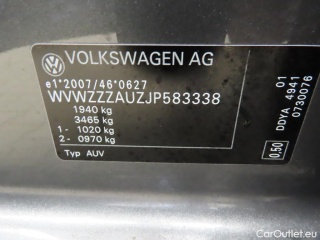 VOLKSWAGEN AG
e1*2007/46*0627
WVWZZZAUZJP583338
1940 kg
3465 kg
1 - 1020 kg
2 - 0970 kg
Typ AUV
01
DDYA 4941
0730076
0,50
CarOutlet.eu